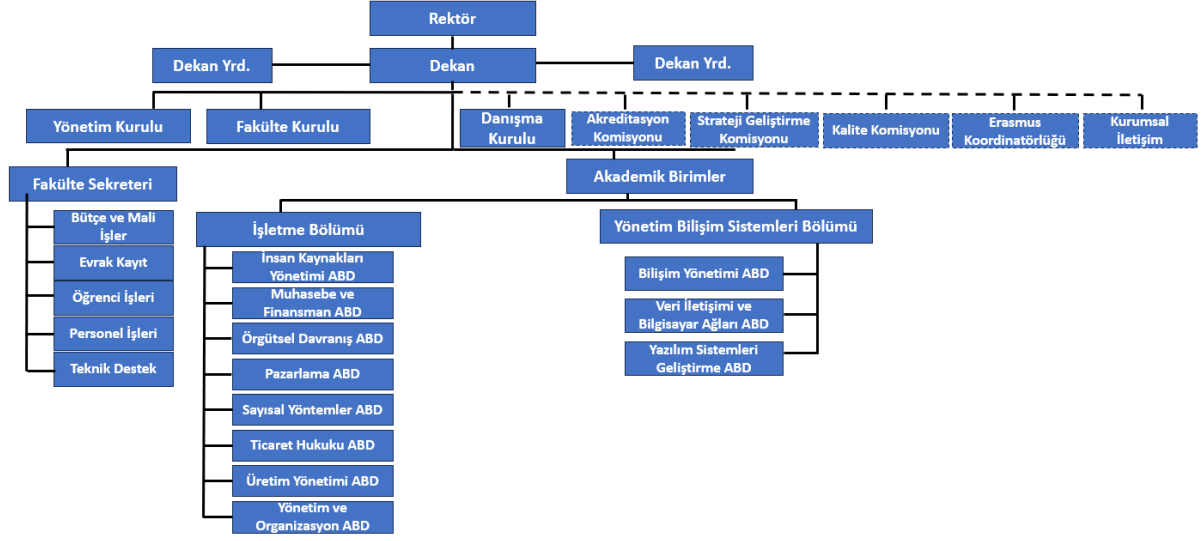 Rektör
Dekan Yrd.
Dekan
Dekan Yrd.
Yönetim Kurulu
Fakülte Kurulu
Danışma
Kurulu
Akreditasyon
Komisyonu
Strateji Geliştirme
Komisyonu
Kalite Komisyonu
Erasmus
Koordinatörlüğü
Kurumsal
İletişim
Fakülte Sekreteri
Akademik Birimler
Bütçe ve Mali
İşler
Evrak Kayıt
Öğrenci İşleri
Personel İşleri
Teknik Destek
İşletme Bölümü
İnsan Kaynakları
Yönetimi ABD
Muhasebe ve
Finansman ABD
Örgütsel Davranış ABD
Pazarlama ABD
Sayısal Yöntemler ABD
Ticaret Hukuku ABD
Üretim Yönetimi ABD
Yönetim ve
Organizasyon ABD
Yönetim Bilişim Sistemleri Bölümü
Bilişim Yönetimi ABD
Veri İletişimi ve
Bilgisayar Ağları ABD
Yazılım Sistemleri
Geliştirme ABD